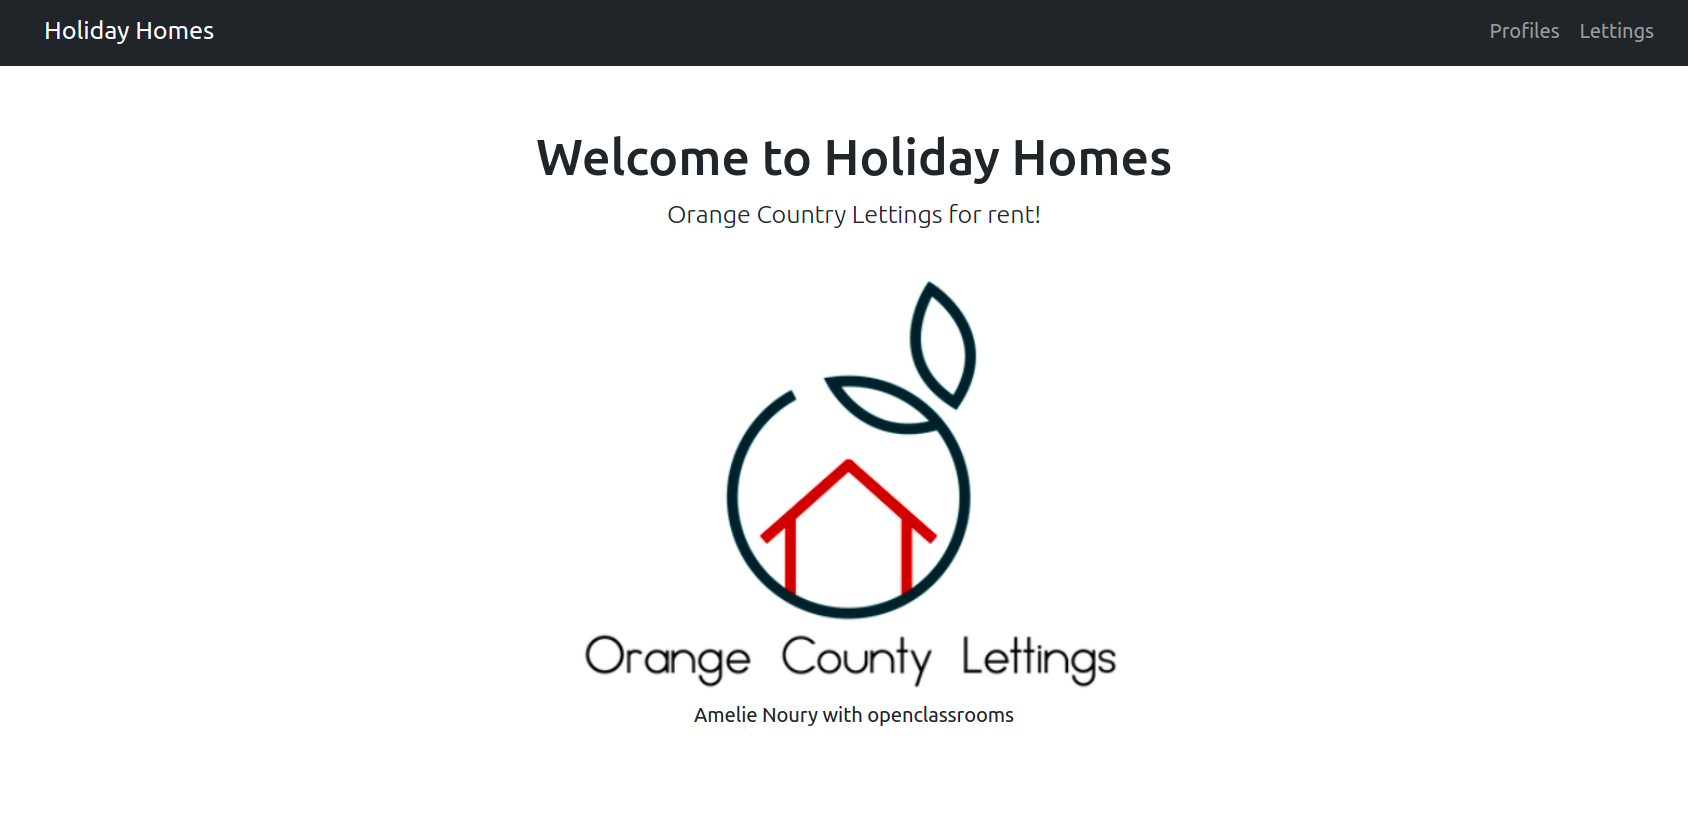 Holiday Homes
Profiles Lettings
Welcome to Holiday Homes
Orange Country Lettings for rent!
Orange County Lettings
Amelie Noury with openclassrooms